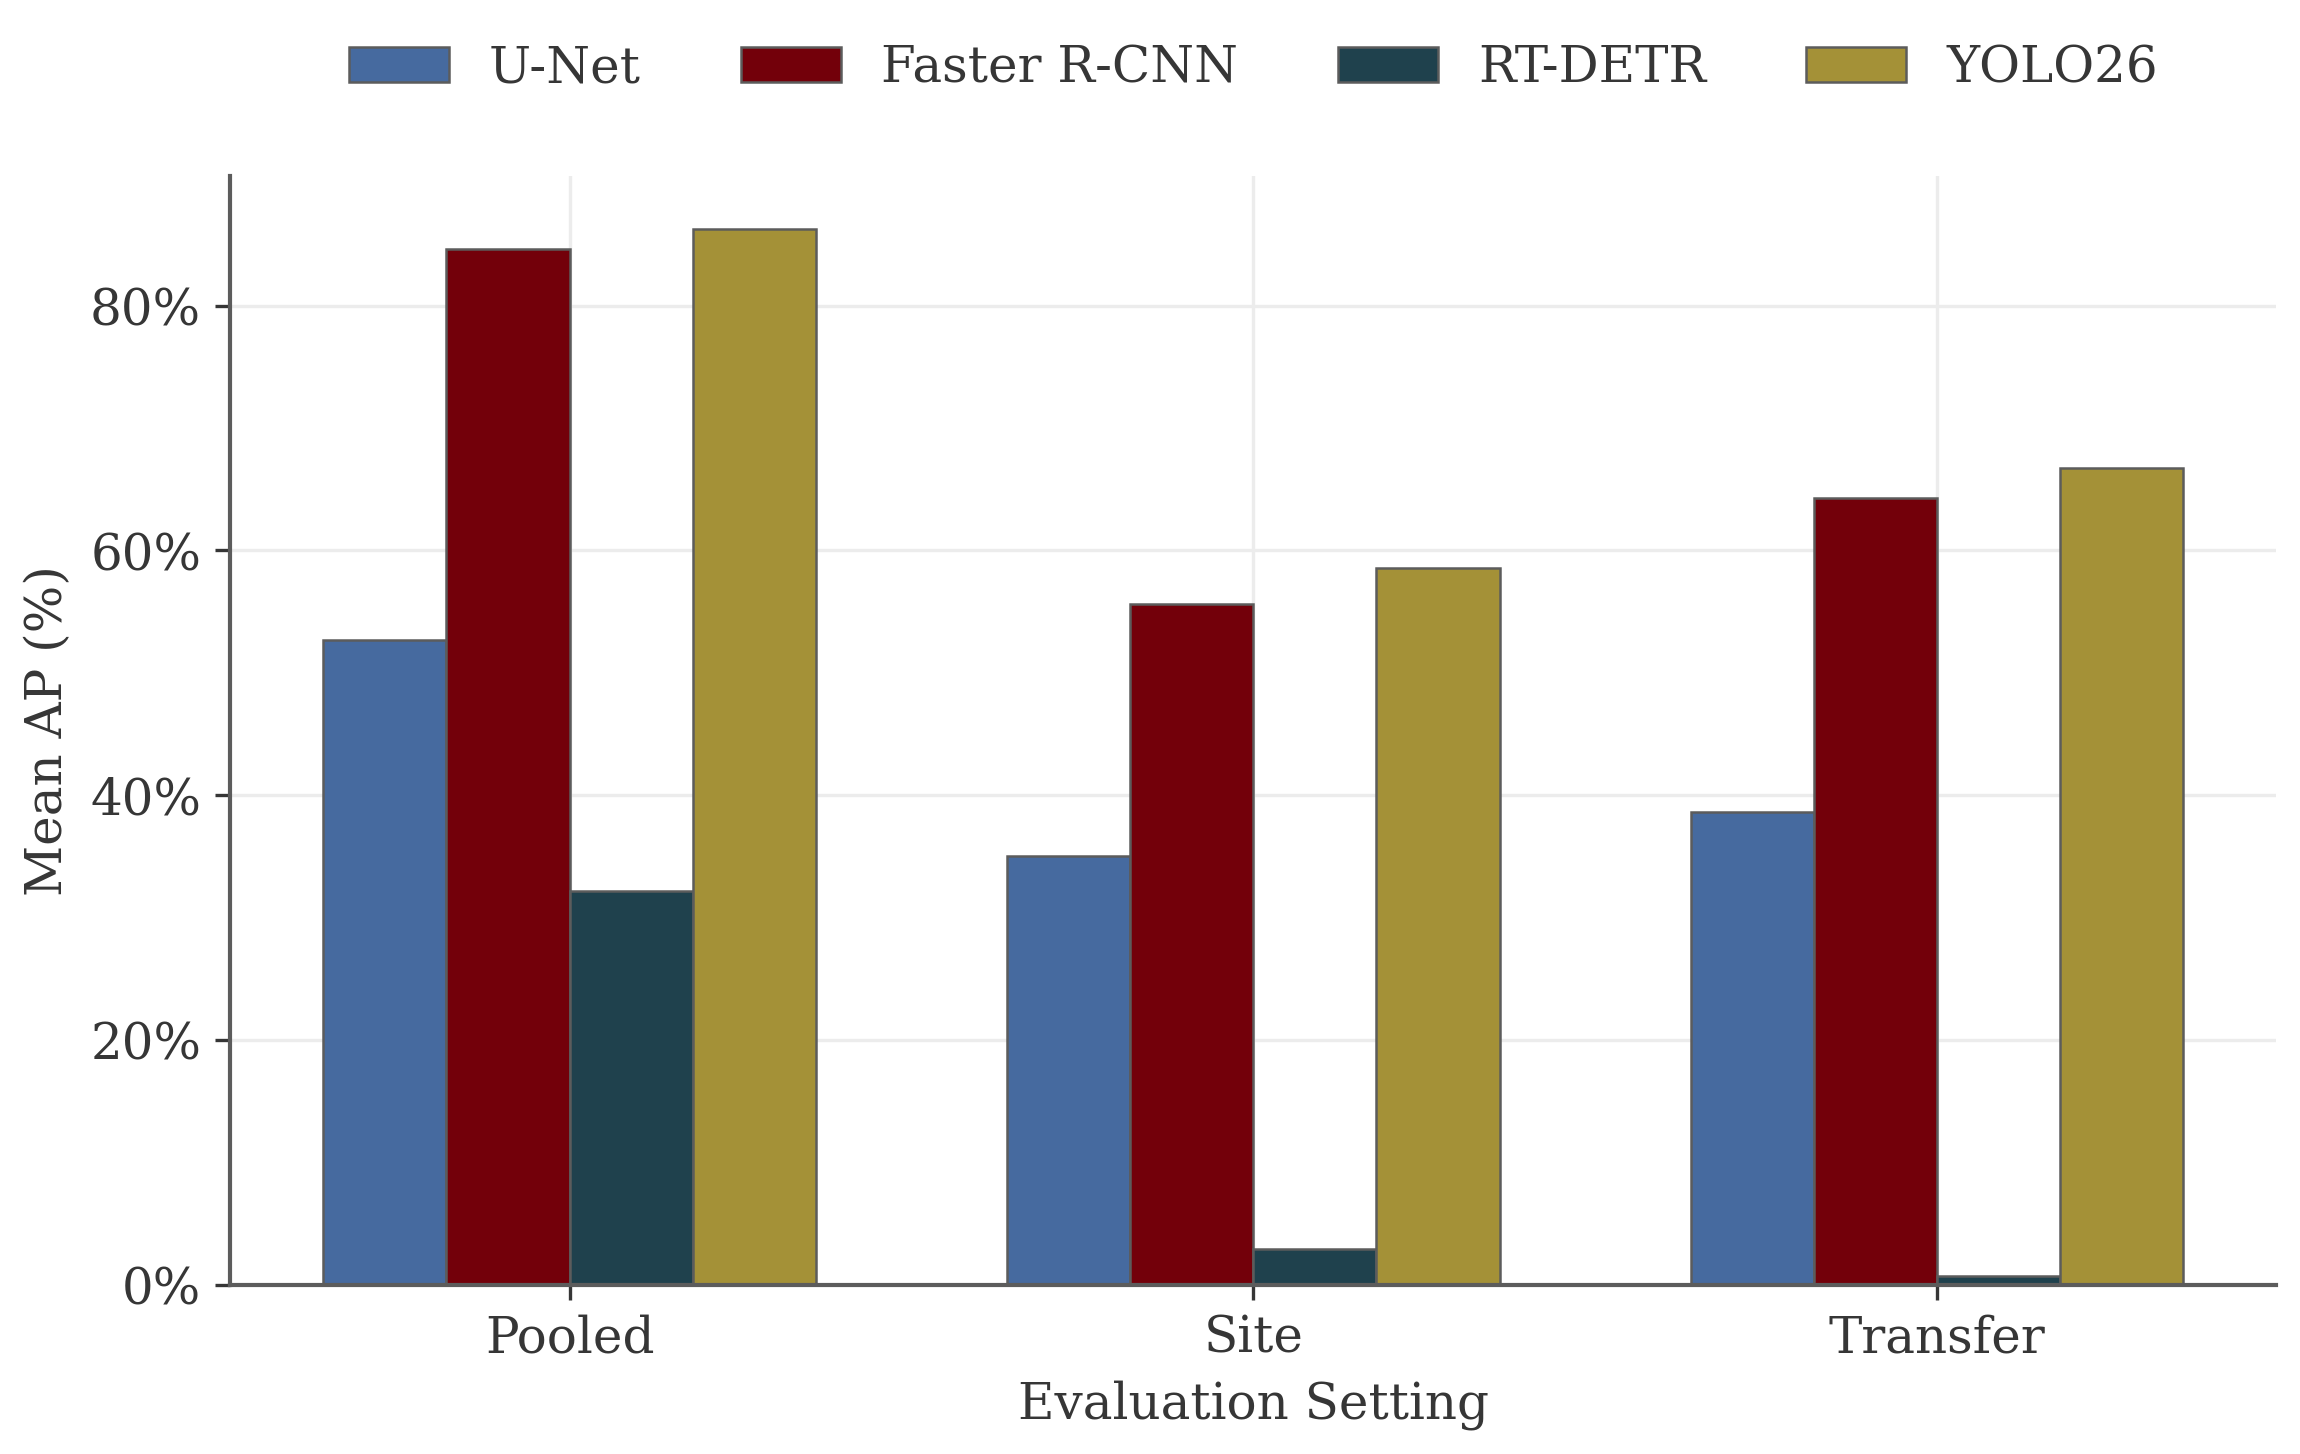 U-Net Faster R-CNN RT-DETR YOLO26
Mean AP (%)
80%
60%
40%
20%
0%
Pooled Site Transfer
Evaluation Setting